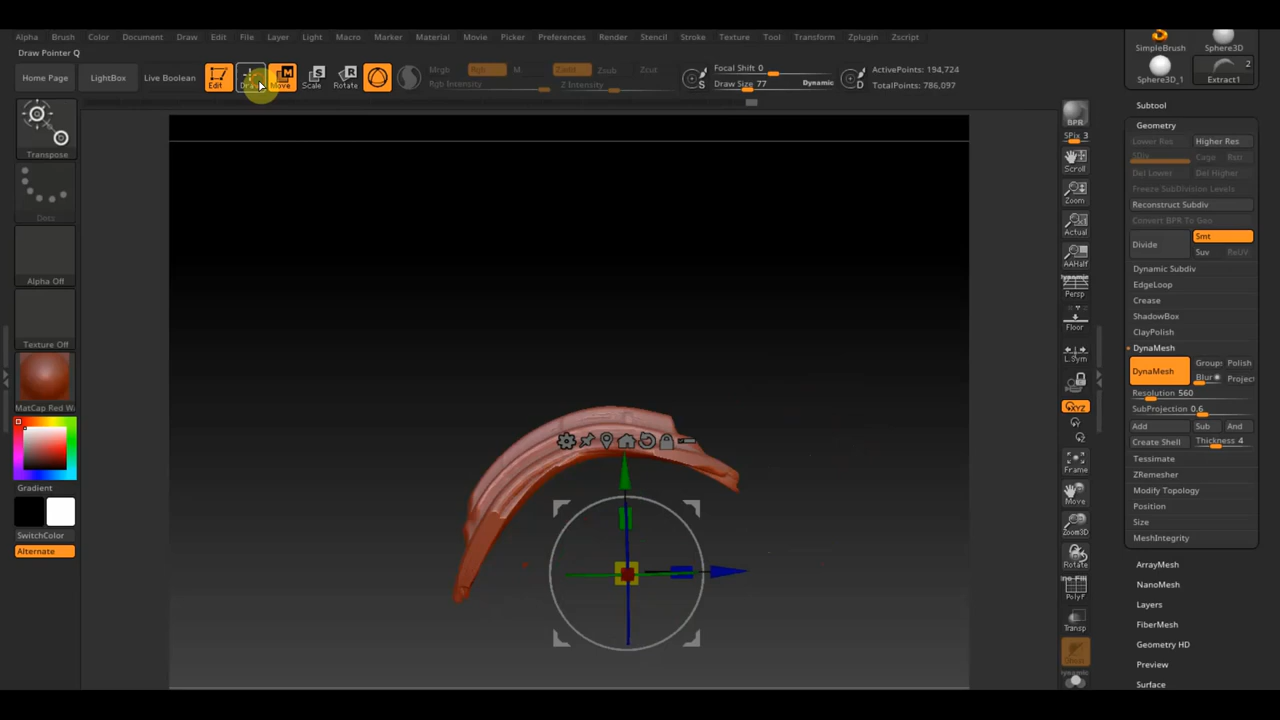 Alpha Brush Color Document Draw Edit File Layer Light Macro Marker Material Movie Picker Preferences Render Stencil Stroke Texture Tool Transform Zplugin Zscript
Draw Pointer Q
Home Page LightBox Live Boolean Edit Draw Move Scale Rotate
Mrgb Rgb M Zadd Zsub Zcut
Rgb Intensity Z Intensity
Focal Shift 0
Draw Size 77 Dynamic
ActivePoints: 194,724
TotalPoints: 786,097
Transpose
Dots
Alpha Off
Texture Off
MatCap Red Wa
Gradient
SwitchColor
Alternate
BPR
SPix 3
Scroll
Zoom
Actual
AAHalf
Dynamic
Persp
Floor
L.Sym
XYZ
Frame
Move
Zoom3D
Rotate
PolyF
Transp
Dynamic
SimpleBrush Sphere3D
2
Sphere3D_1 Extract1
Subtool
Geometry
Lower Res Higher Res
SDiv Cage Rstr
Del Lower Del Higher
Freeze SubDivision Levels
Reconstruct Subdiv
Convert BPR To Geo
Divide Smt
Suv ReUV
Dynamic Subdiv
EdgeLoop
Crease
ShadowBox
ClayPolish
DynaMesh
DynaMesh Groups Polish
Blur Project
Resolution 560
SubProjection 0.6
Add Sub And
Create Shell Thickness 4
Tessimate
ZRemesher
Modify Topology
Position
Size
MeshIntegrity
ArrayMesh
NanoMesh
Layers
FiberMesh
Geometry HD
Preview
Surface